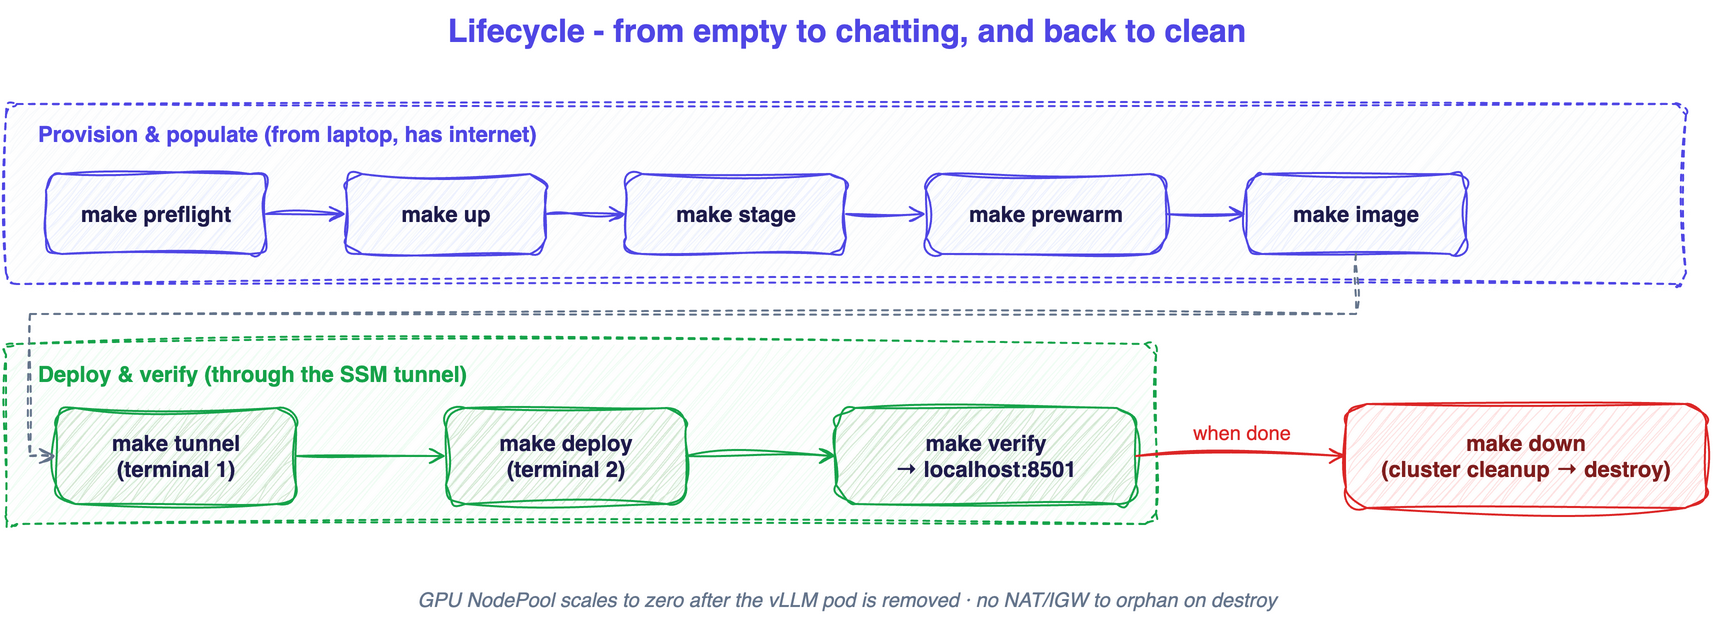 Lifecycle - from empty to chatting, and back to clean
Provision & populate (from laptop, has internet)
make preflight
make up
make stage
make prewarm
make image
Deploy & verify (through the SSM tunnel)
make tunnel
(terminal 1)
make deploy
(terminal 2)
make verify
→ localhost:8501
when done
make down
(cluster cleanup → destroy)
GPU NodePool scales to zero after the vLLM pod is removed · no NAT/IGW to orphan on destroy